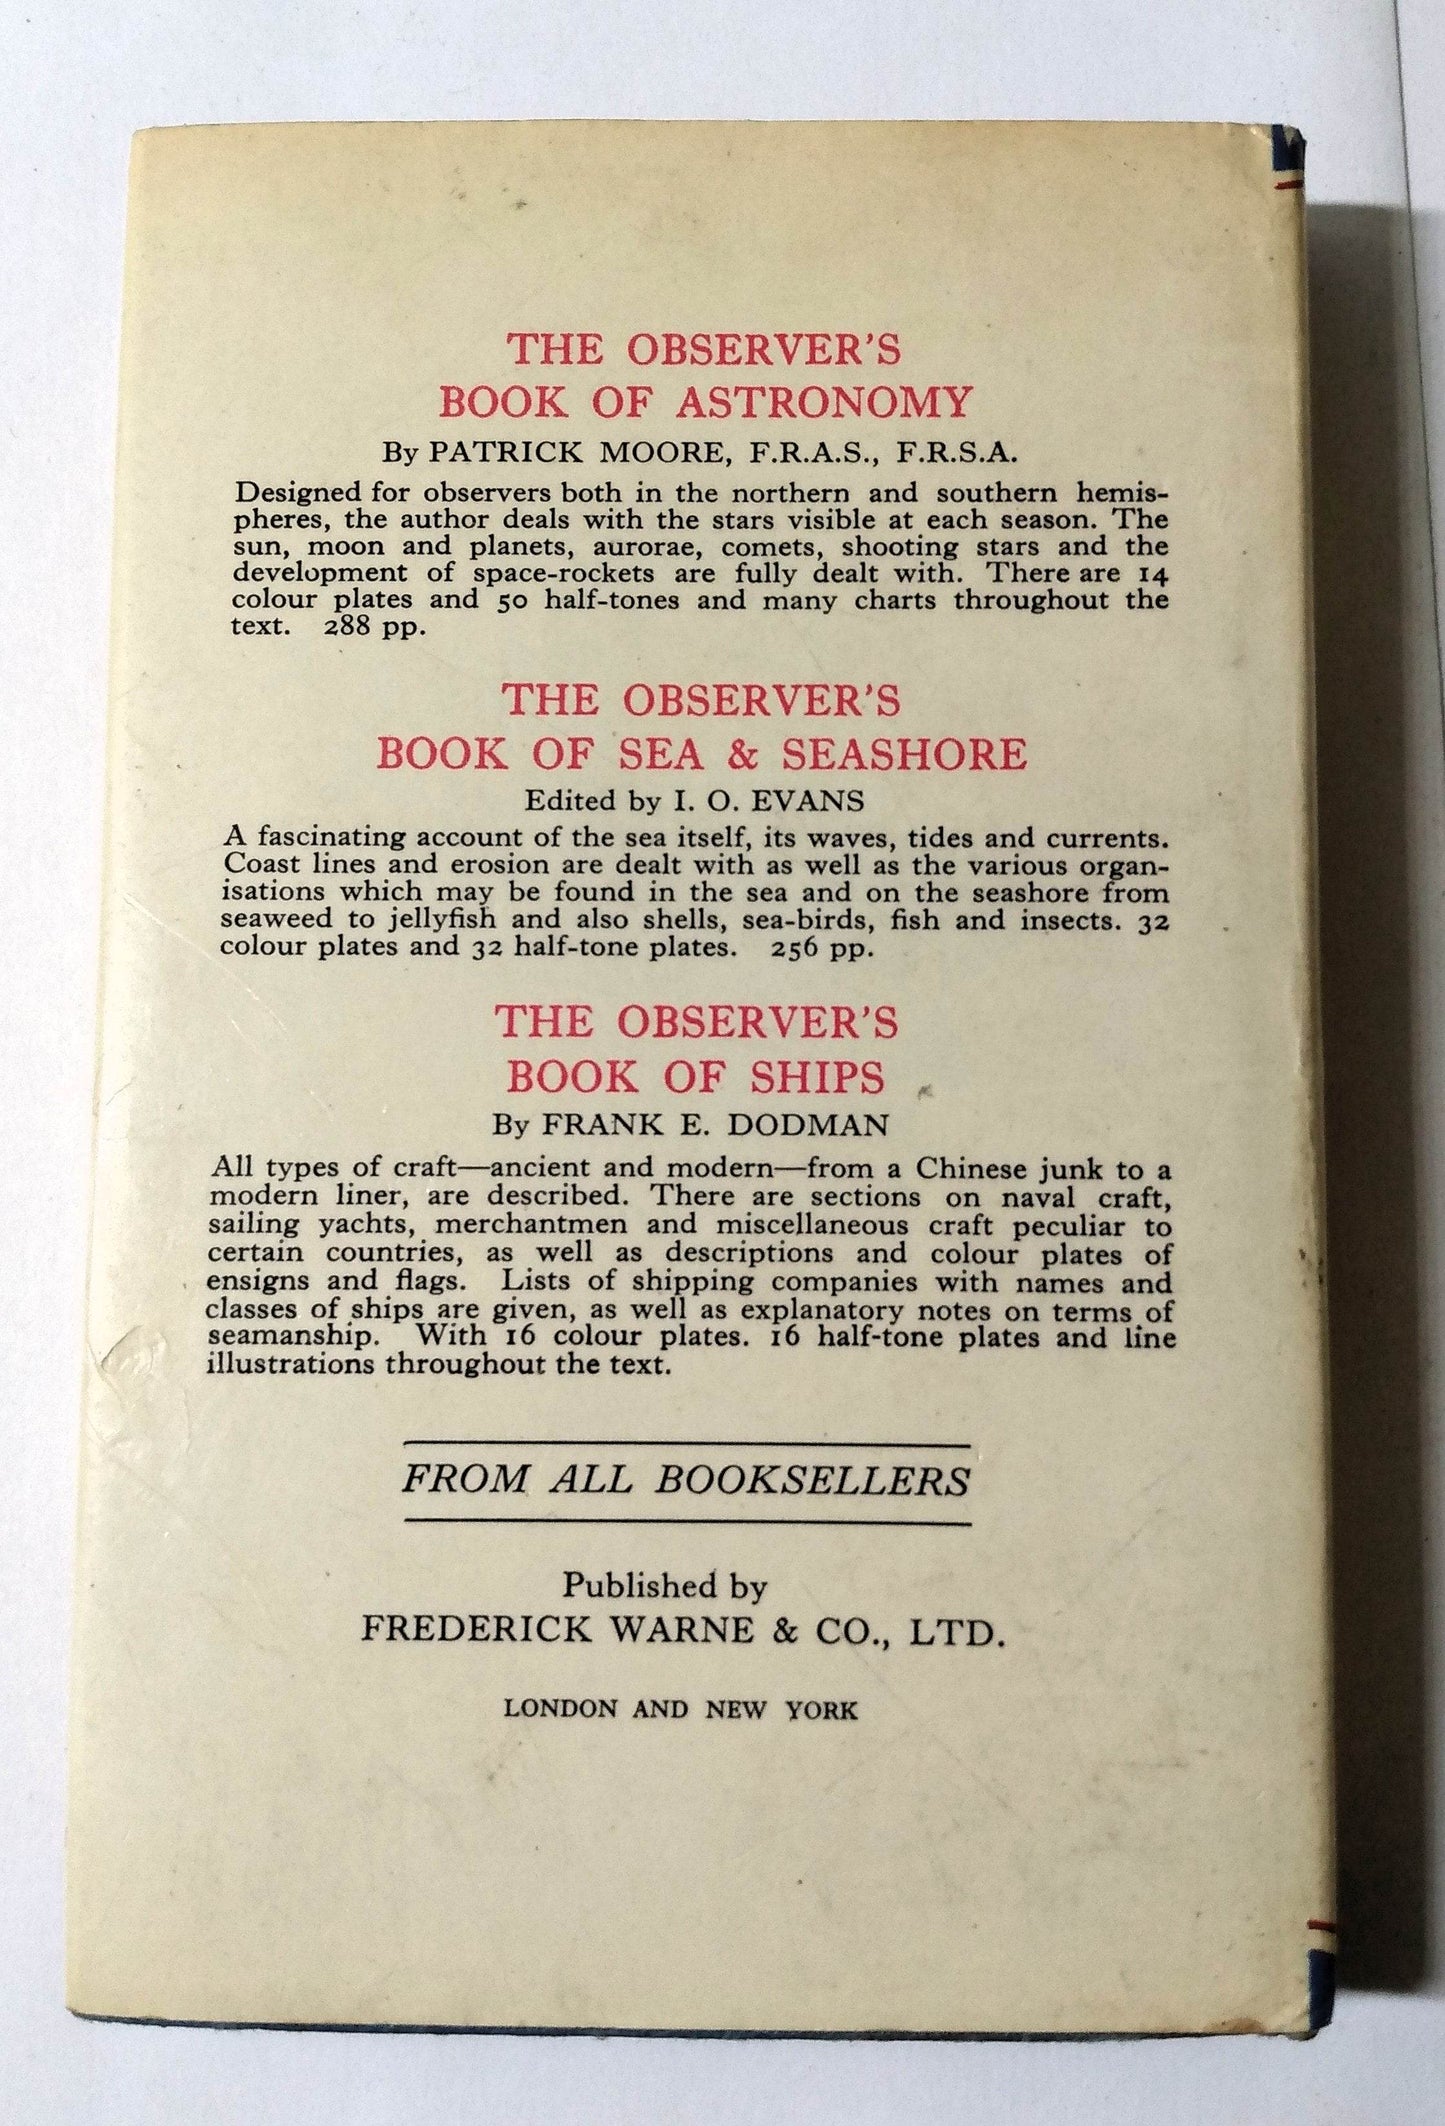 THE OBSERVER'S
BOOK OF ASTRONOMY
By PATRICK MOORE, F.R.A.S., F.R.S.A.
Designed for observers both in the northern and southern hemis-
pheres, the author deals with the stars visible at each season. The
sun, moon and planets, aurorae, comets, shooting stars and the
development of space-rockets are fully dealt with. There are 14
colour plates and 50 half-tones and many charts throughout the
text. 288 pp.
THE OBSERVER'S
BOOK OF SEA & SEASHORE
Edited by I. O. EVANS
A fascinating account of the sea itself, its waves, tides and currents.
Coast lines and erosion are dealt with as well as the various organ-
isations which may be found in the sea and on the seashore from
seaweed to jellyfish and also shells, sea-birds, fish and insects. 32
colour plates and 32 half-tone plates. 256 pp.
THE OBSERVER'S
BOOK OF SHIPS
By FRANK E. DODMAN
All types of craft—ancient and modern—from a Chinese junk to a
modern liner, are described. There are sections on naval craft,
sailing yachts, merchantmen and miscellaneous craft peculiar to
certain countries, as well as descriptions and colour plates of
ensigns and flags. Lists of shipping companies with names and
classes of ships are given, as well as explanatory notes on terms of
seamanship. With 16 colour plates. 16 half-tone plates and line
illustrations throughout the text.
FROM ALL BOOKSELLERS
Published by
FREDERICK WARNE & CO., LTD.
LONDON AND NEW YORK